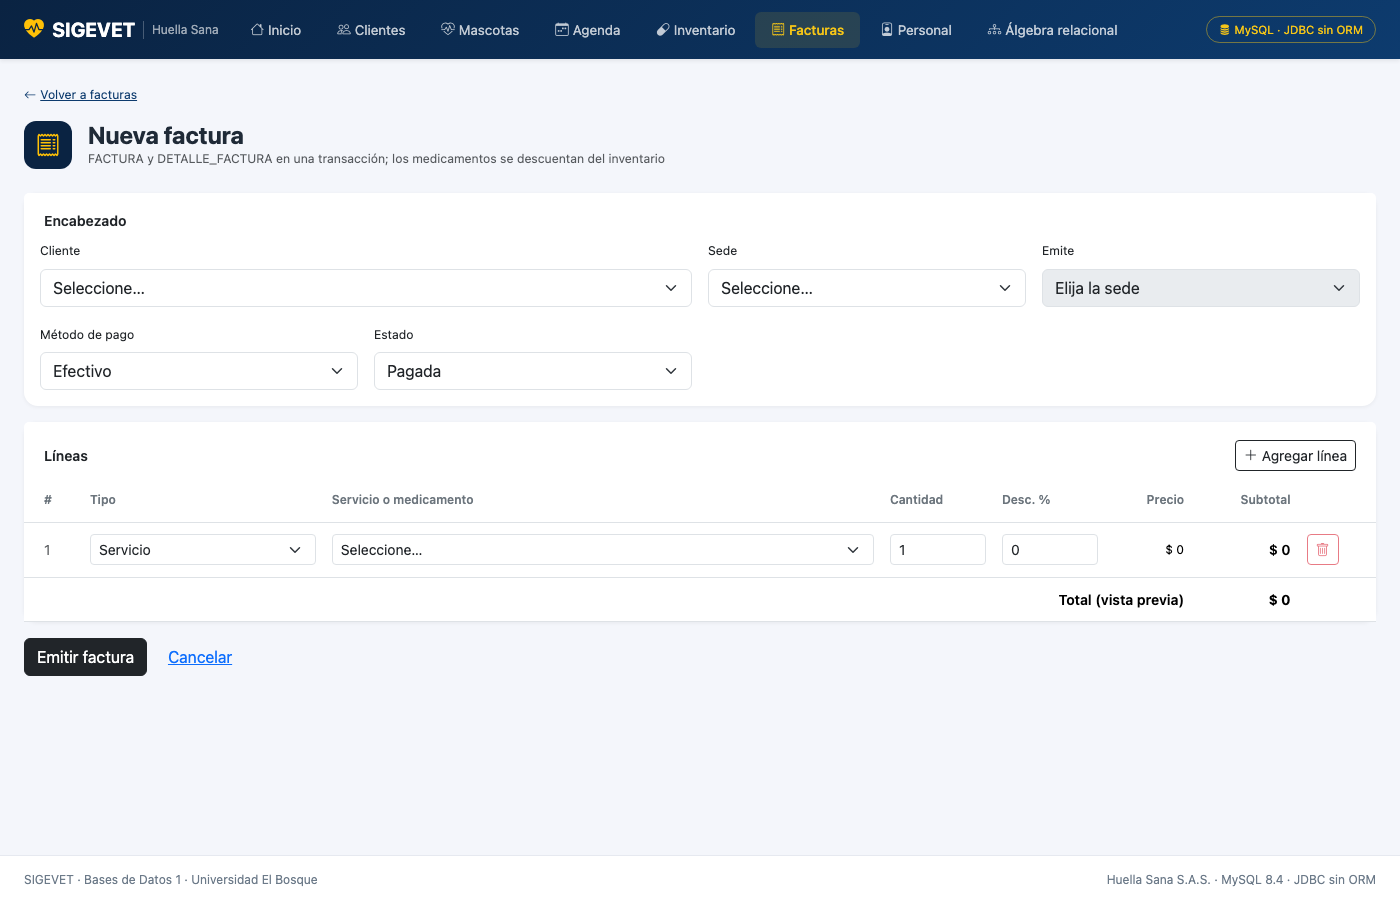 SIGEVET Huella Sana Inicio Clientes Mascotas Agenda Inventario Facturas Personal Álgebra relacional MySQL · JDBC sin ORM
← Volver a facturas
Nueva factura
FACTURA y DETALLE_FACTURA en una transacción; los medicamentos se descuentan del inventario
Encabezado
Cliente Sede Emite
Seleccione... Seleccione... Elija la sede
Método de pago Estado
Efectivo Pagada
Líneas + Agregar línea
# Tipo Servicio o medicamento Cantidad Desc. % Precio Subtotal
1 Servicio Seleccione... 1 0 $ 0 $ 0
Total (vista previa) $ 0
Emitir factura Cancelar
SIGEVET · Bases de Datos 1 · Universidad El Bosque Huella Sana S.A.S. · MySQL 8.4 · JDBC sin ORM